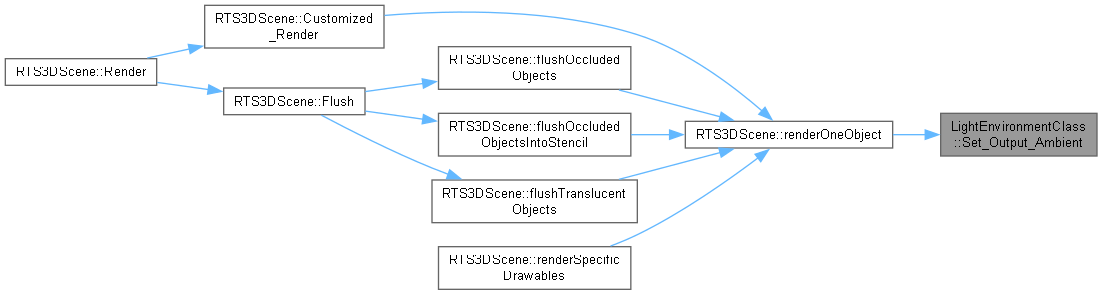 RTS3DScene::Customized
_Render
RTS3DScene::Render
RTS3DScene::flushOccluded
Objects
RTS3DScene::Flush
RTS3DScene::flushOccluded
ObjectsIntoStencil
RTS3DScene::renderOneObject
LightEnvironmentClass
::Set_Output_Ambient
RTS3DScene::flushTranslucent
Objects
RTS3DScene::renderSpecific
Drawables